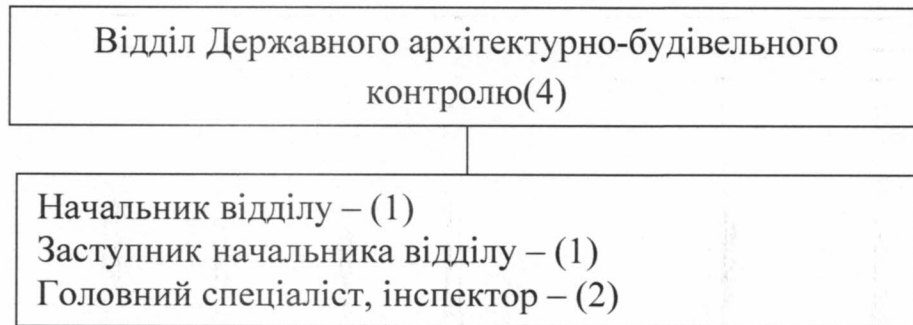 Відділ Державного архітектурно-будівельного
контролю(4)
Начальник відділу – (1)
Заступник начальника відділу – (1)
Головний спеціаліст, інспектор – (2)